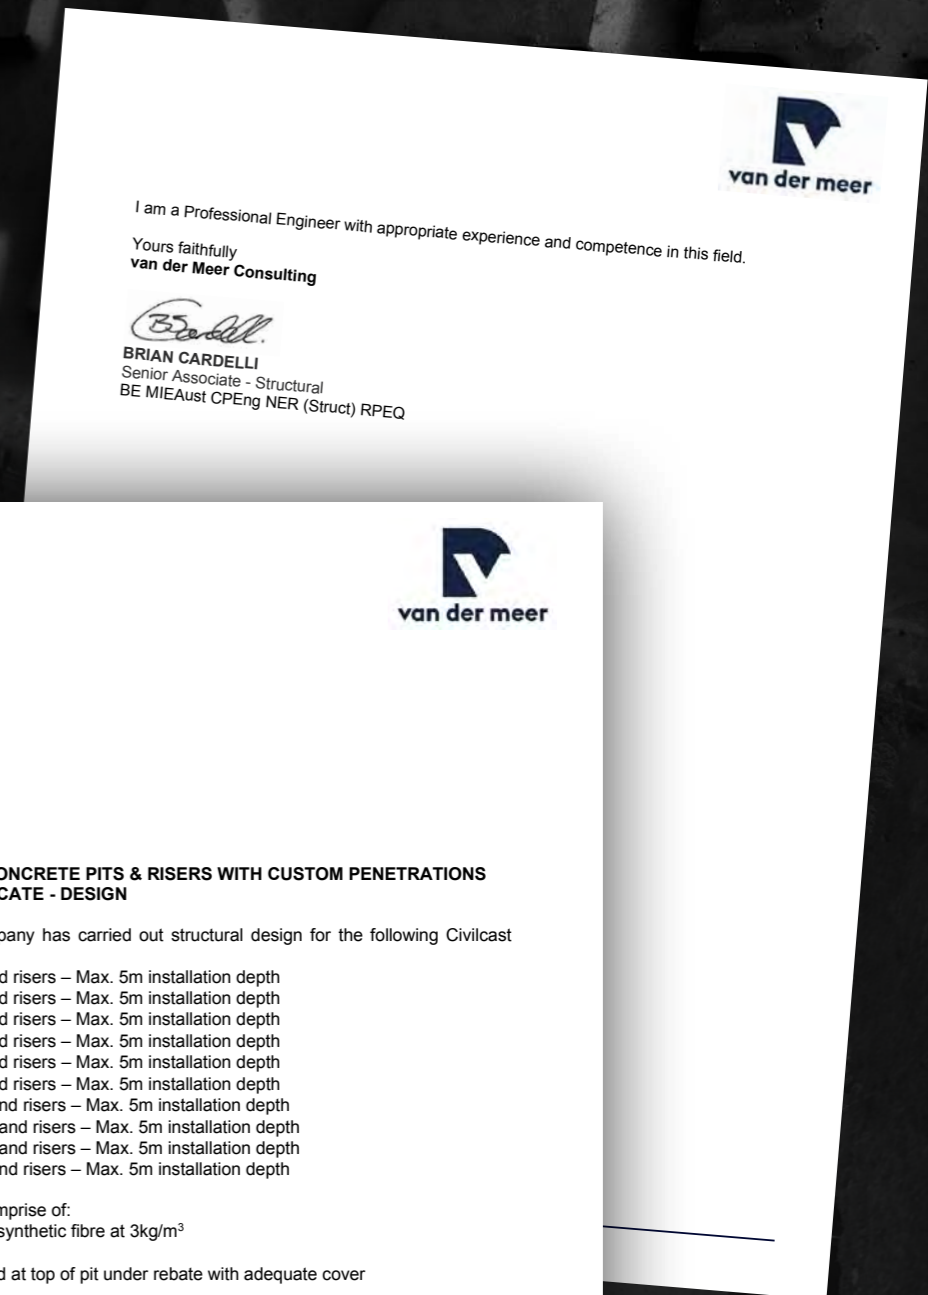 van der meer
I am a Professional Engineer with appropriate experience and competence in this field.
Yours faithfully
van der Meer Consulting
BRIAN CARDELLI
Senior Associate - Structural
BE MIEAust CPEng NER (Struct) RPEQ
van der meer
ONCRETE PITS & RISERS WITH CUSTOM PENETRATIONS
CATE - DESIGN
pany has carried out structural design for the following Civilcast
d risers – Max. 5m installation depth
d risers – Max. 5m installation depth
d risers – Max. 5m installation depth
d risers – Max. 5m installation depth
d risers – Max. 5m installation depth
d risers – Max. 5m installation depth
nd risers – Max. 5m installation depth
and risers – Max. 5m installation depth
and risers – Max. 5m installation depth
nd risers – Max. 5m installation depth
mprise of:
synthetic fibre at 3kg/m³
d at top of pit under rebate with adequate cover